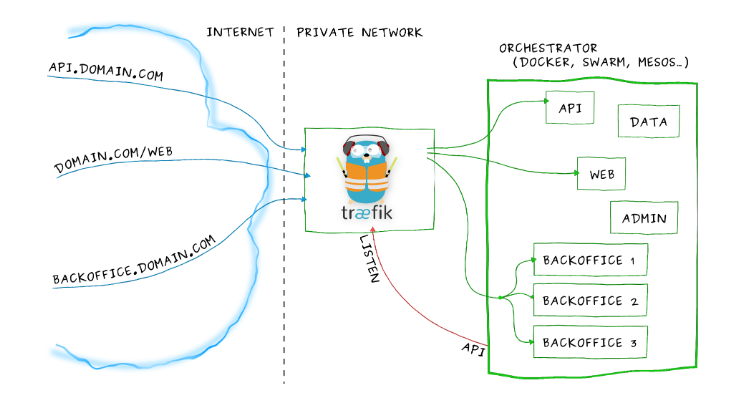 INTERNET
PRIVATE NETWORK
ORCHESTRATOR
(DOCKER, SWARM, MESOS...)
API.DOMAIN.COM
DOMAIN.COM/WEB
BACKOFFICE.DOMAIN.COM
træfik
LISTEN
API
API
DATA
WEB
ADMIN
BACKOFFICE 1
BACKOFFICE 2
BACKOFFICE 3